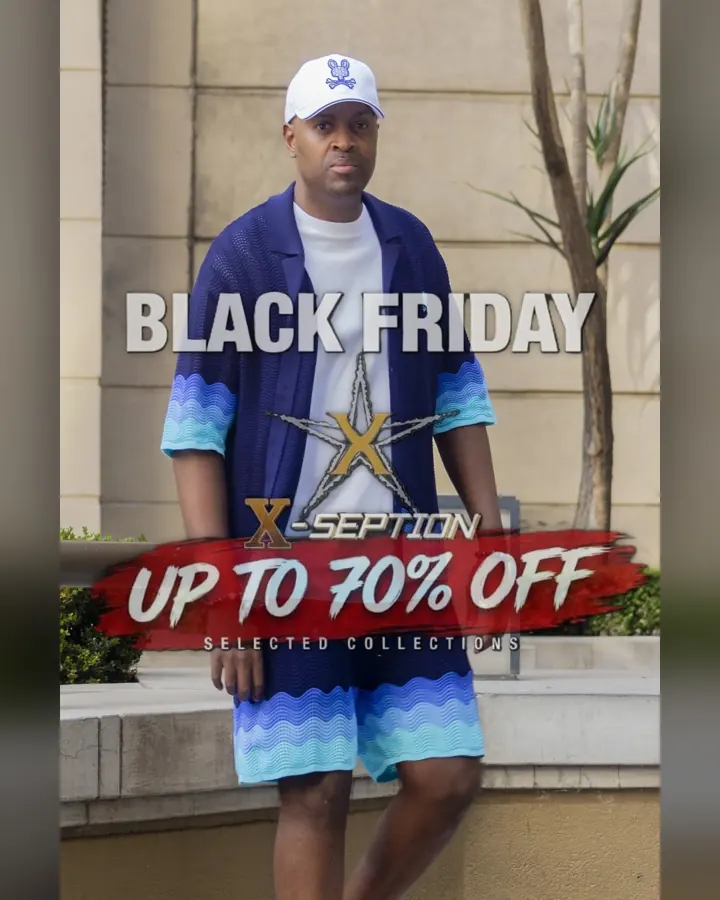 BLACK FRIDAY
X
X-SEPTION
UP TO 70% OFF
SELECTED COLLECTIONS